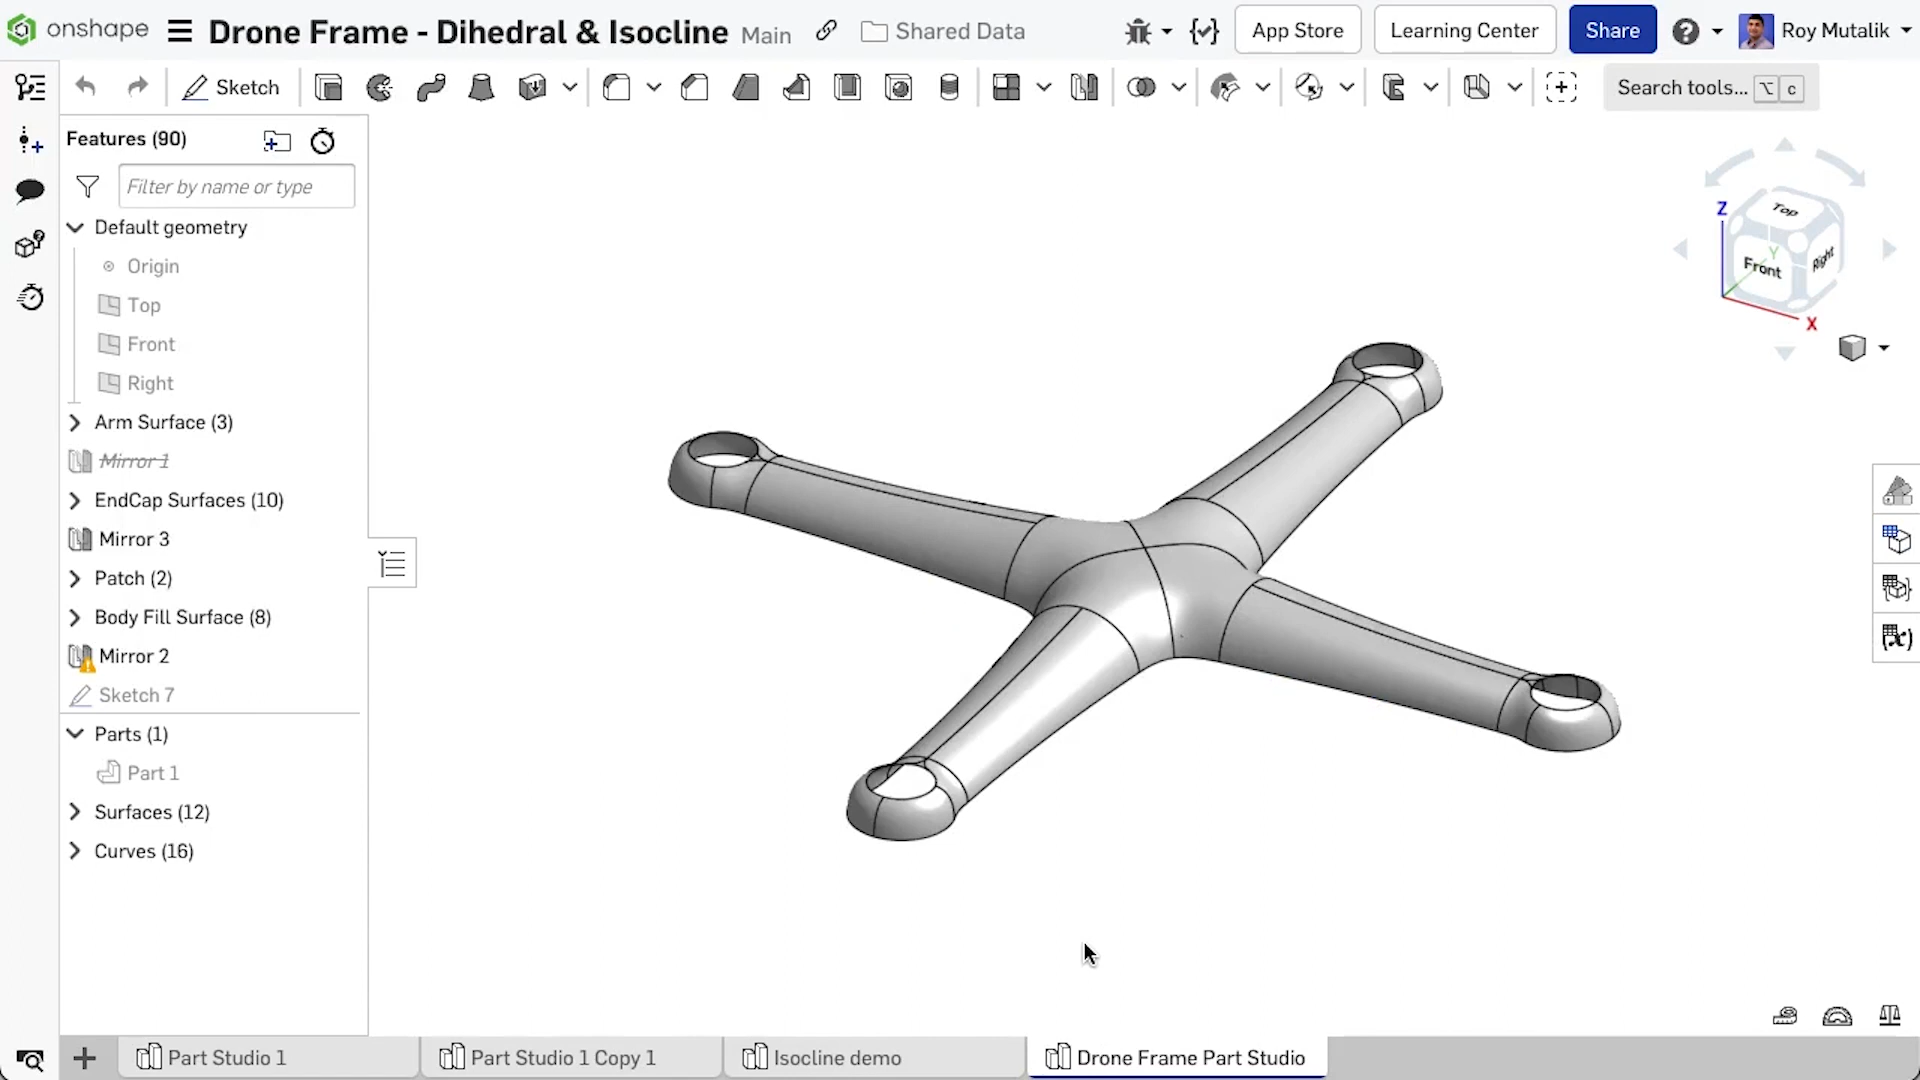 onshape Drone Frame - Dihedral & Isocline Main Shared Data App Store Learning Center Share Roy Mutalik
Sketch Search tools... ⌥ c
Features (90)
Filter by name or type
Default geometry
Origin
Top
Front
Right
Arm Surface (3)
Mirror 1
EndCap Surfaces (10)
Mirror 3
Patch (2)
Body Fill Surface (8)
Mirror 2
Sketch 7
Parts (1)
Part 1
Surfaces (12)
Curves (16)
Z
Top
Y
Front
Right
X
(x)
Part Studio 1 Part Studio 1 Copy 1 Isocline demo Drone Frame Part Studio